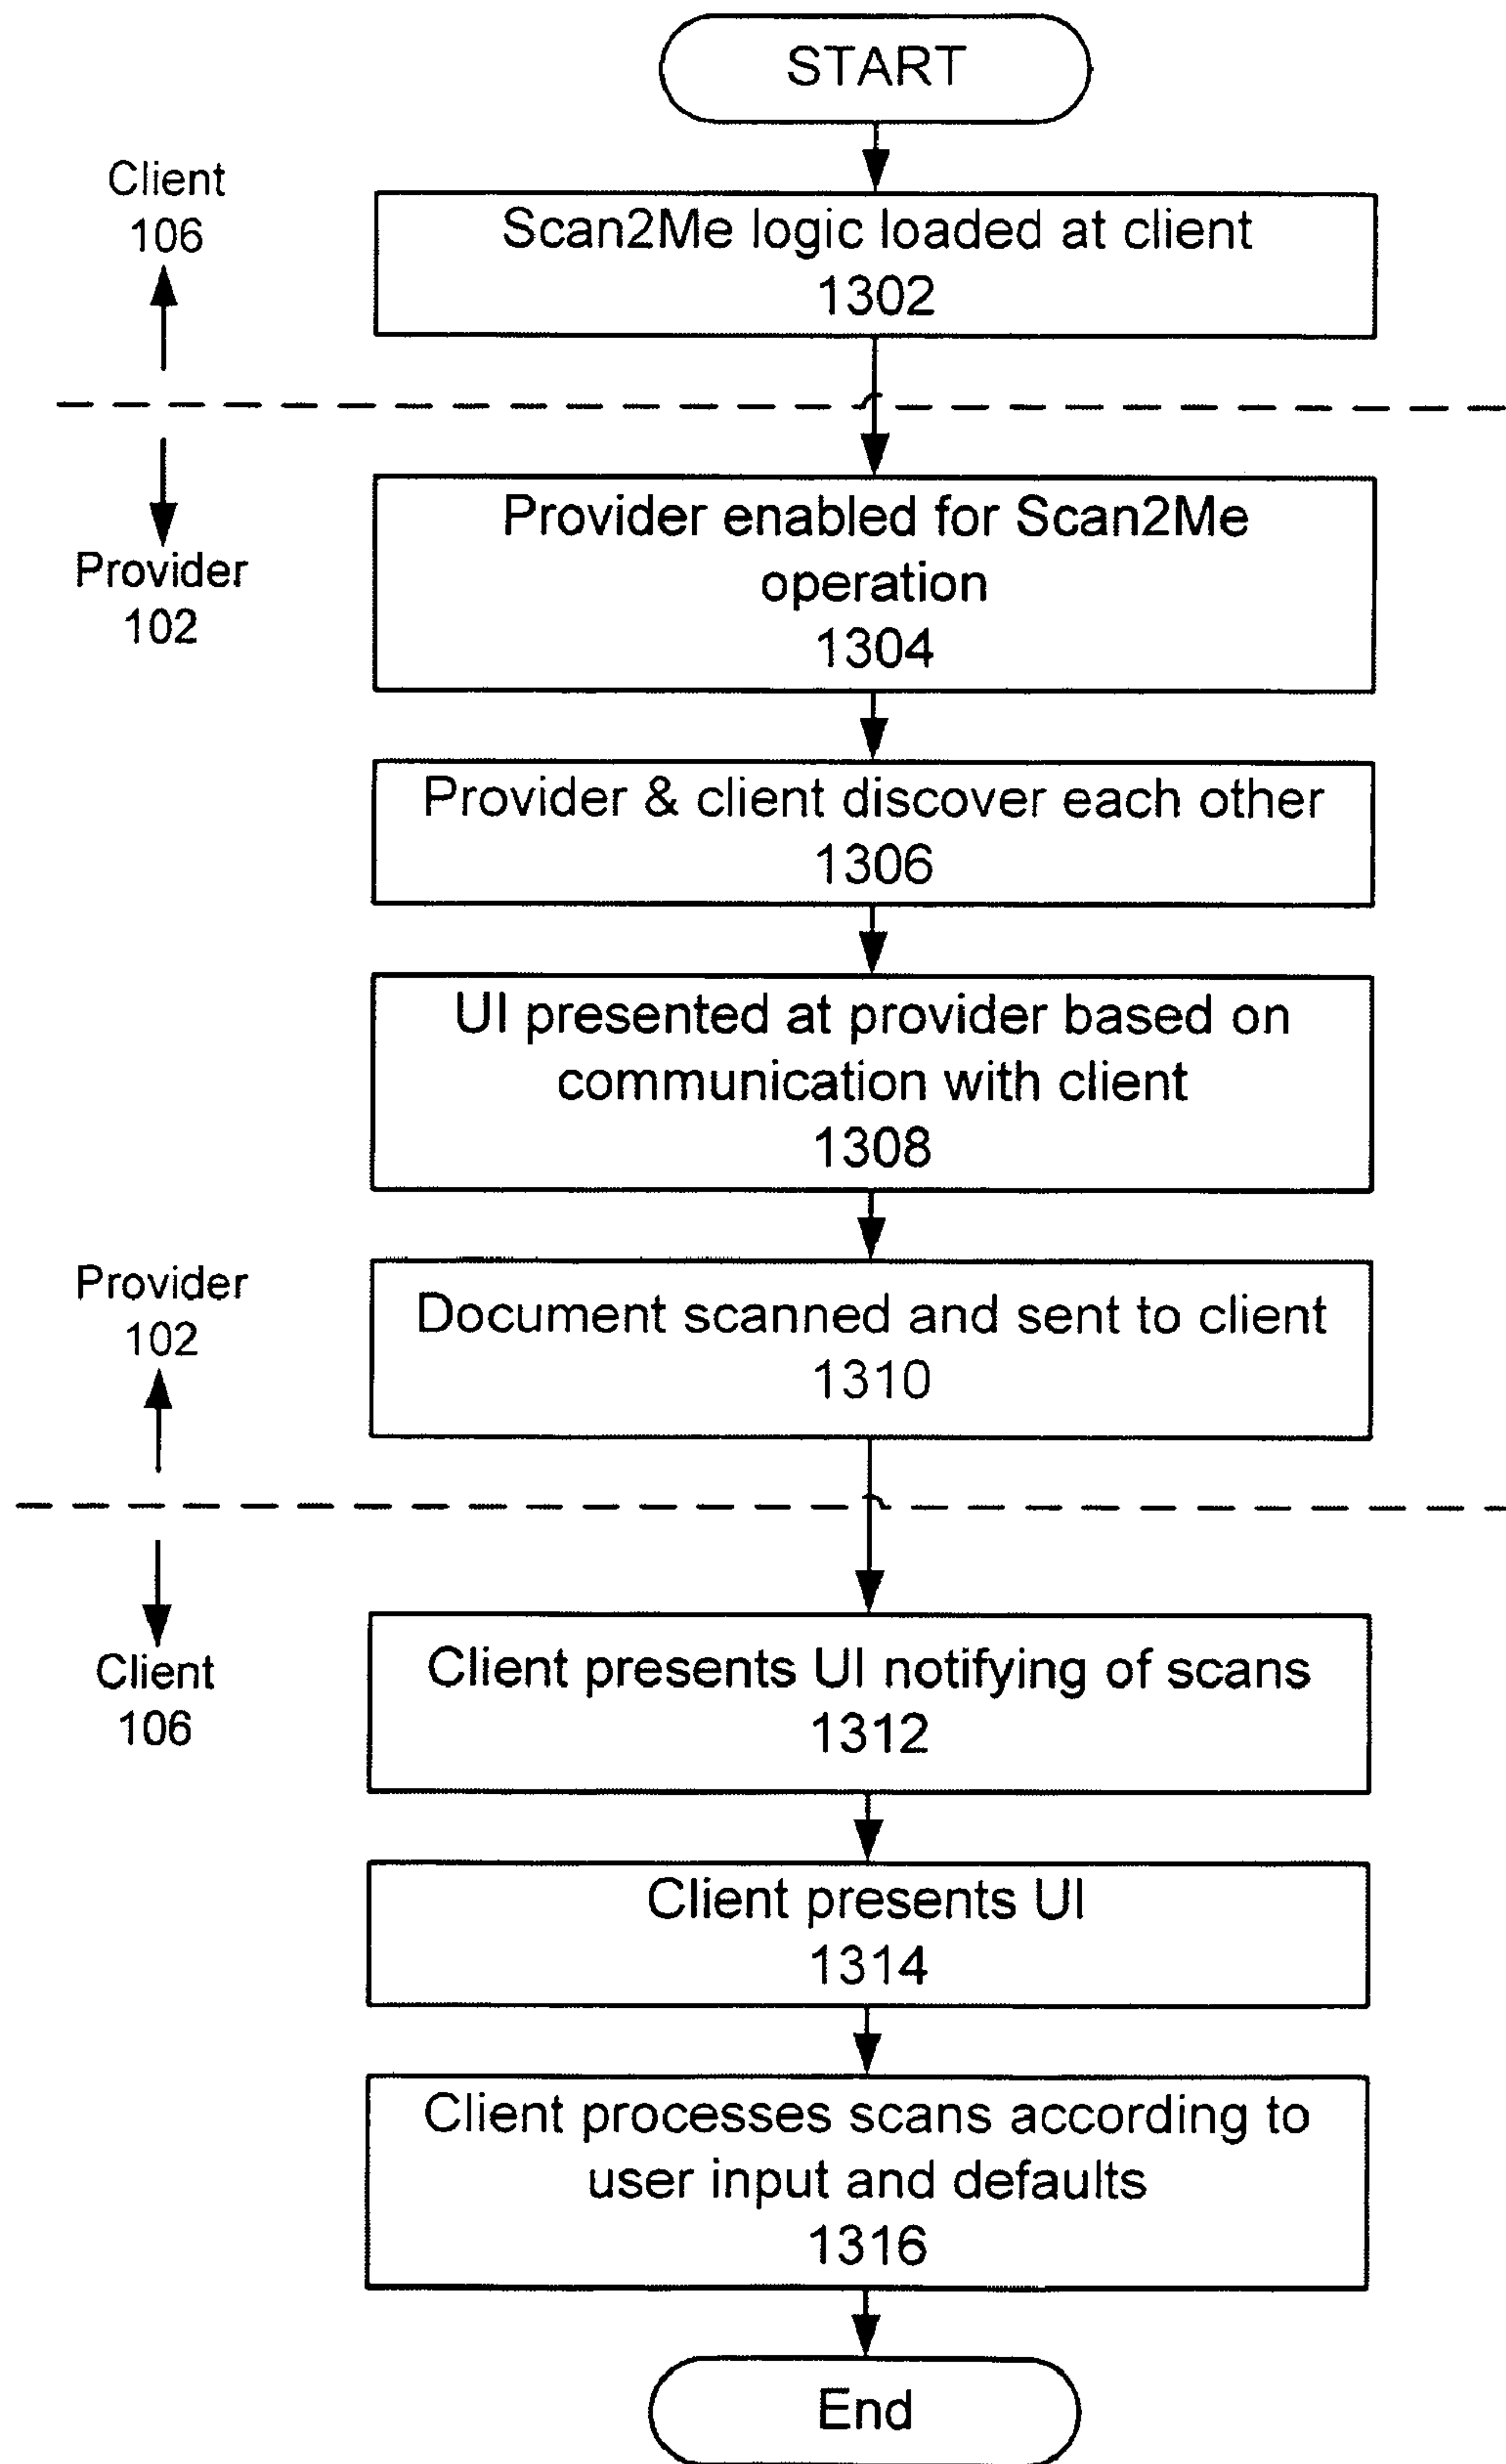 START
Client
106
Scan2Me logic loaded at client
1302
Provider
102
Provider enabled for Scan2Me
operation
1304
Provider & client discover each other
1306
UI presented at provider based on
communication with client
1308
Provider
102
Document scanned and sent to client
1310
Client
106
Client presents UI notifying of scans
1312
Client presents UI
1314
Client processes scans according to
user input and defaults
1316
End